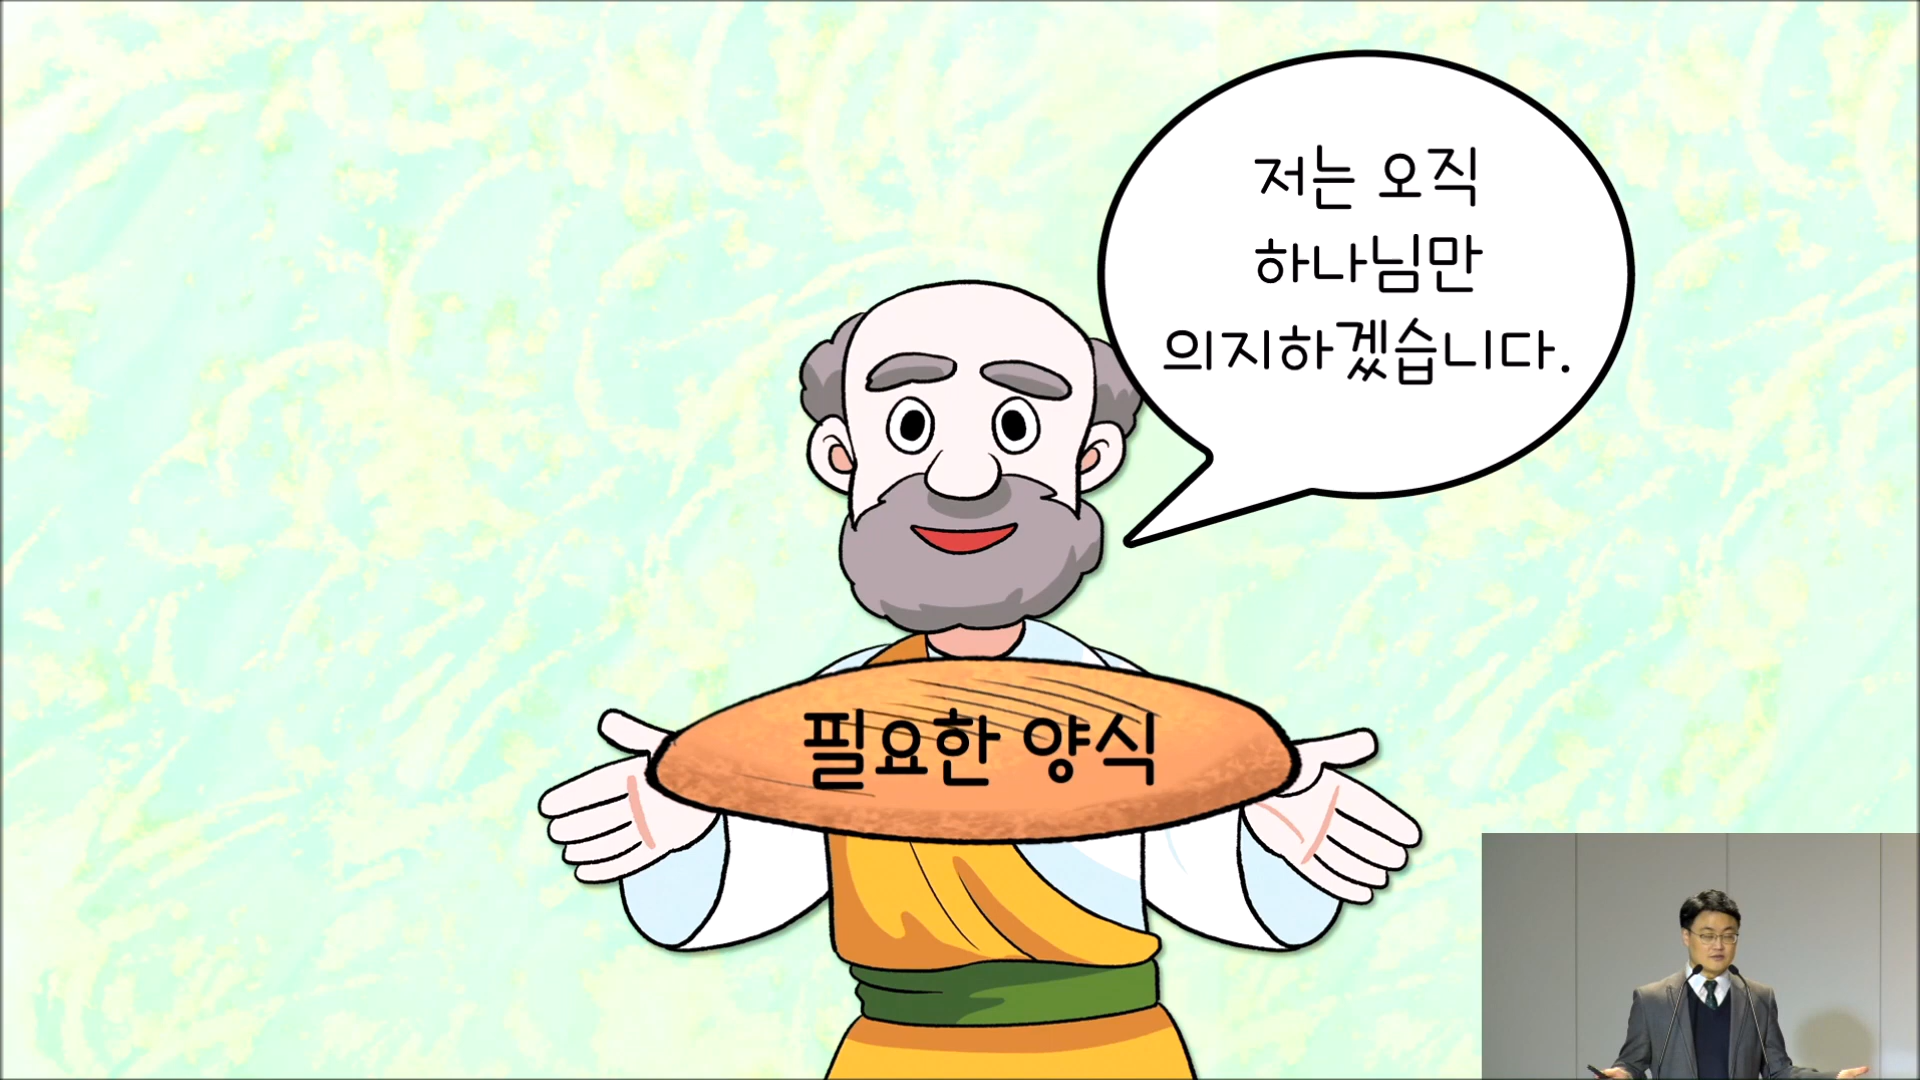 저는 오직
하나님만
의지하겠습니다.
필요한 양식